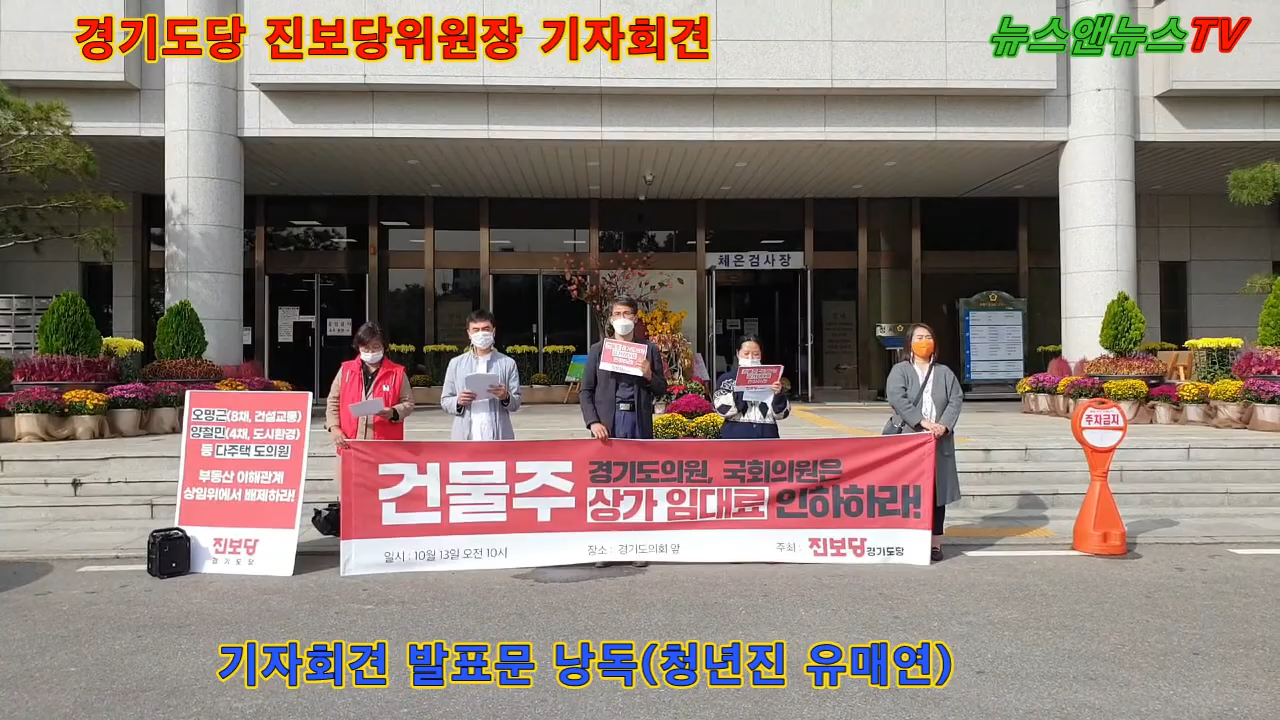 경기도당 진보당위원장 기자회견
뉴스앤뉴스TV
체온검사장
오명근(8채, 건설교통)
양철민(4채, 도시환경)
등 다주택 도의원
부동산 이해관계
상임위에서 배제하라!
진보당
경기도당
주차금지
건물주
경기도의원, 국회의원은
상가 임대료 인하하라!
일시 : 10월 13일 오전 10시
장소 : 경기도의회 앞
주최 : 진보당 경기도당
기자회견 발표문 낭독(청년진 유매연)